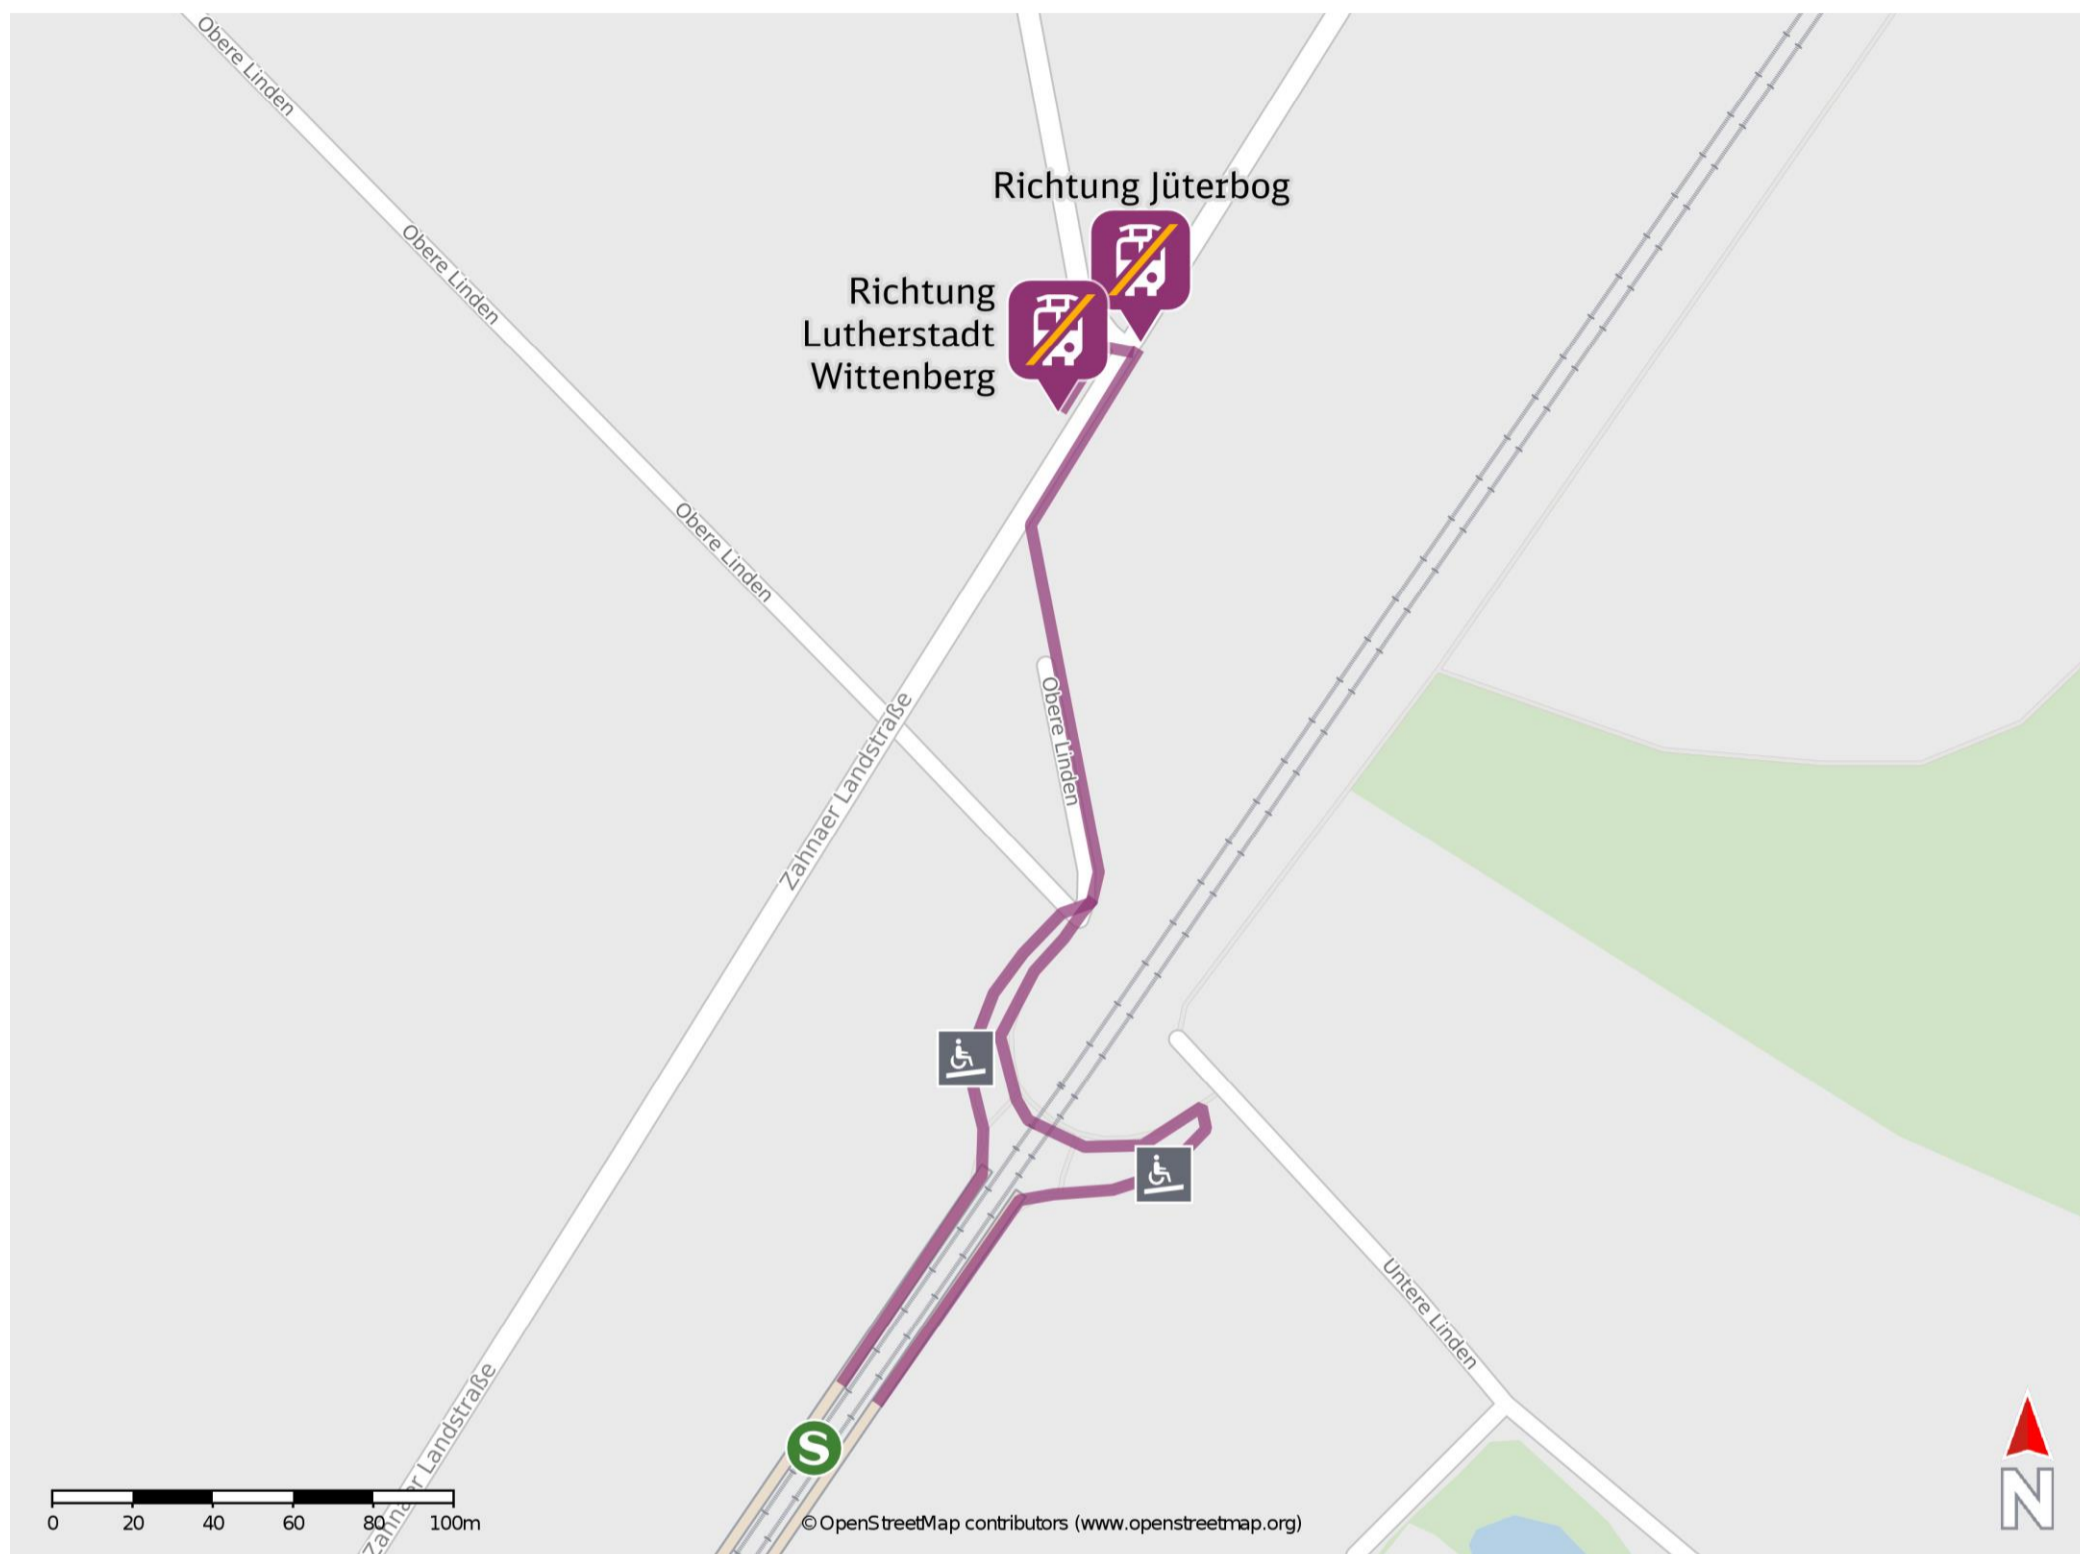 Obere Linden
Richtung Jüterbog
Obere Linden
Richtung
Lutherstadt
Wittenberg
Obere Linden
Obere Linden
Zahnaer Landstraße
Untere Linden
Zahnaer Landstraße
S
N
0 20 40 60 80 100m
© OpenStreetMap contributors (www.openstreetmap.org)